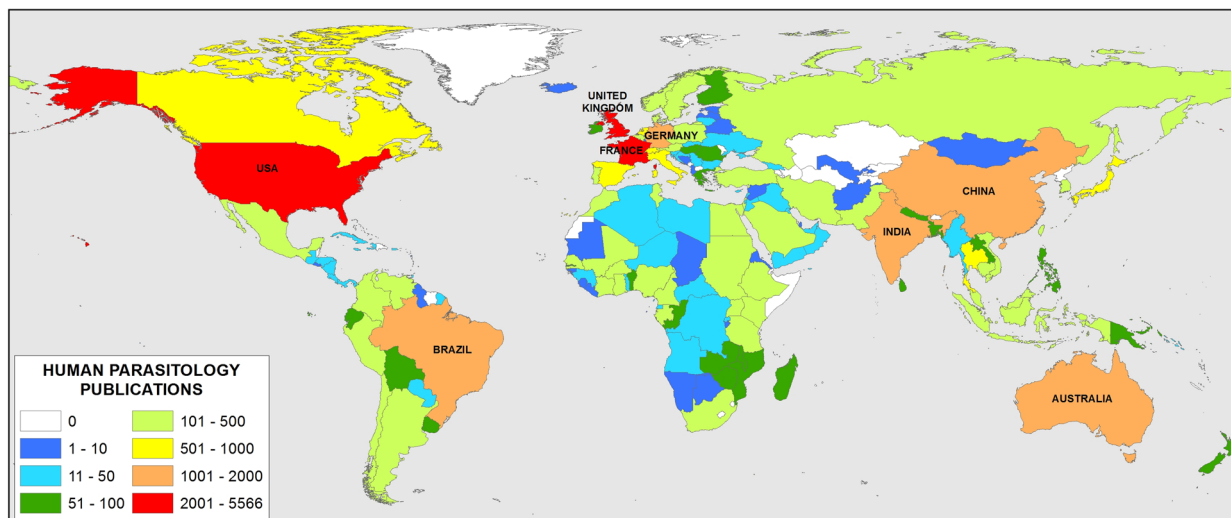 UNITED
KINGDOM
GERMANY
FRANCE
USA
CHINA
INDIA
BRAZIL
AUSTRALIA
HUMAN PARASITOLOGY
PUBLICATIONS
0
101 - 500
1 - 10
501 - 1000
11 - 50
1001 - 2000
51 - 100
2001 - 5566